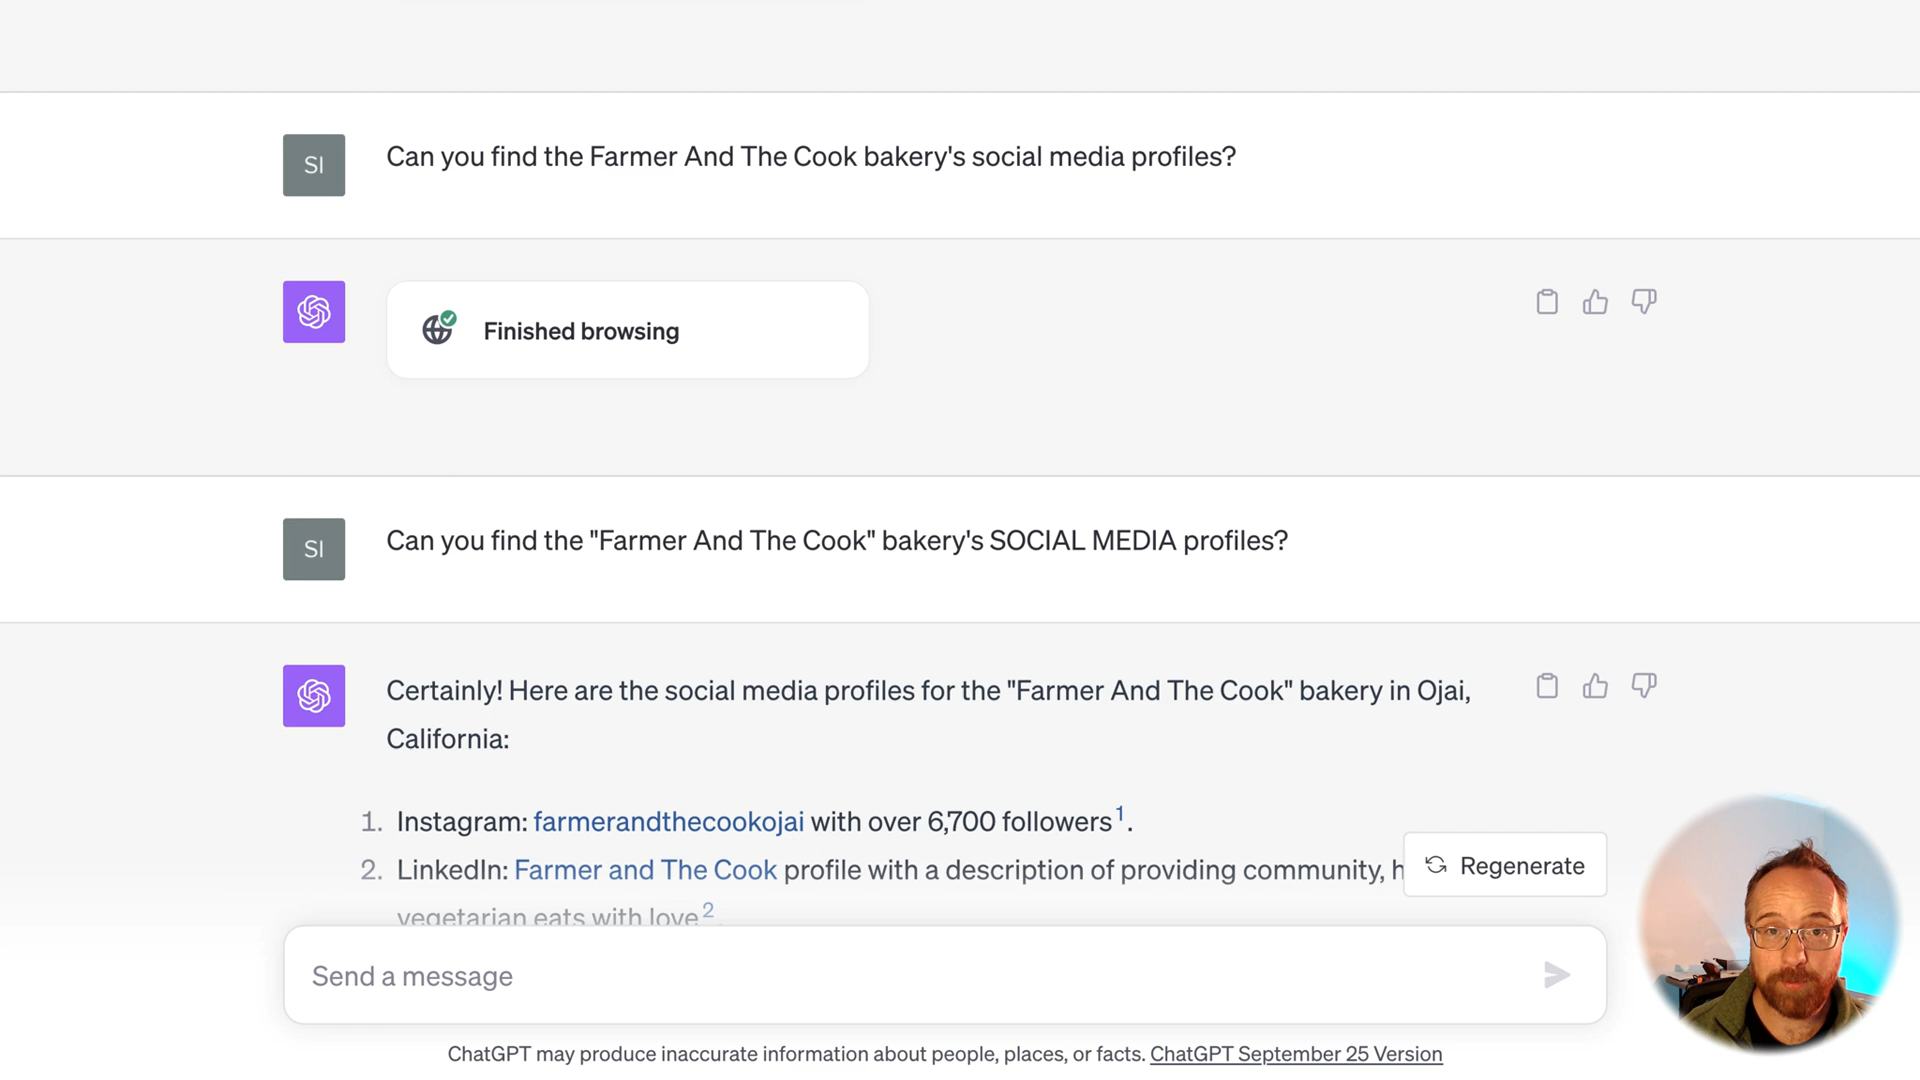 SI
Can you find the Farmer And The Cook bakery's social media profiles?
Finished browsing
SI
Can you find the "Farmer And The Cook" bakery's SOCIAL MEDIA profiles?
Certainly! Here are the social media profiles for the "Farmer And The Cook" bakery in Ojai,
California:
1. Instagram: farmerandthecookojai with over 6,700 followers1.
2. LinkedIn: Farmer and The Cook profile with a description of providing community, h
vegetarian eats with love2.
Regenerate
Send a message
ChatGPT may produce inaccurate information about people, places, or facts. ChatGPT September 25 Version